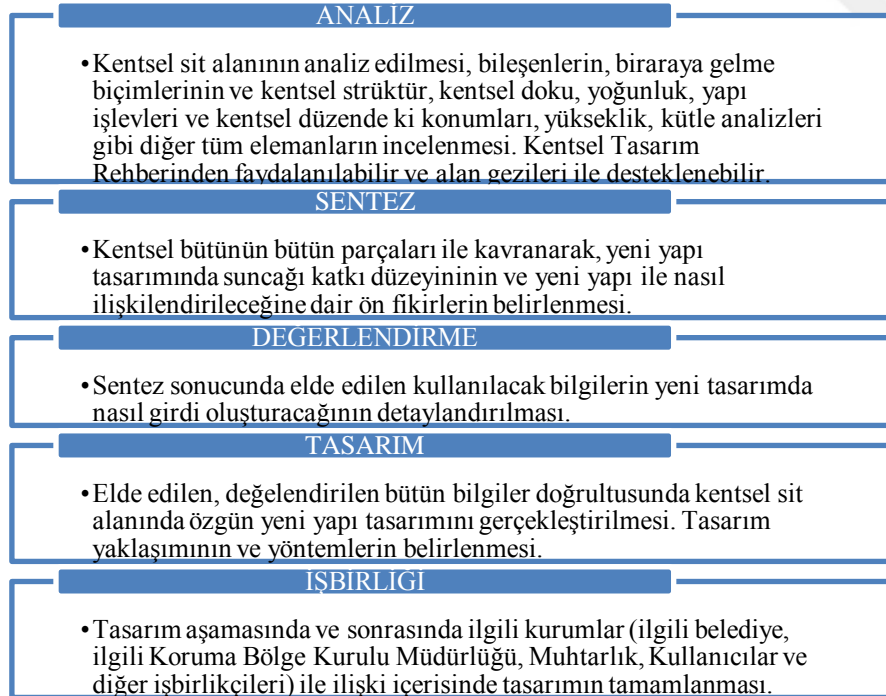 ANALİZ
•Kentsel sit alanının analiz edilmesi, bileşenlerin, biraraya gelme
biçimlerinin ve kentsel strüktür, kentsel doku, yoğunluk, yapı
işlevleri ve kentsel düzende ki konumları, yükseklik, kütle analizleri
gibi diğer tüm elemanların incelenmesi. Kentsel Tasarım
Rehberinden faydalanılabilir ve alan gezileri ile desteklenebilir.
SENTEZ
•Kentsel bütünün bütün parçaları ile kavranarak, yeni yapı
tasarımında suncağı katkı düzeyininin ve yeni yapı ile nasıl
ilişkilendirileceğine dair ön fikirlerin belirlenmesi.
DEĞERLENDİRME
•Sentez sonucunda elde edilen kullanılacak bilgilerin yeni tasarımda
nasıl girdi oluşturacağının detaylandırılması.
TASARIM
•Elde edilen, değelendirilen bütün bilgiler doğrultusunda kentsel sit
alanında özgün yeni yapı tasarımını gerçekleştirilmesi. Tasarım
yaklaşımının ve yöntemlerin belirlenmesi.
İŞBİRLİĞİ
•Tasarım aşamasında ve sonrasında ilgili kurumlar (ilgili belediye,
ilgili Koruma Bölge Kurulu Müdürlüğü, Muhtarlık, Kullanıcılar ve
diğer işbirlikçileri) ile ilişki içerisinde tasarımın tamamlanması.